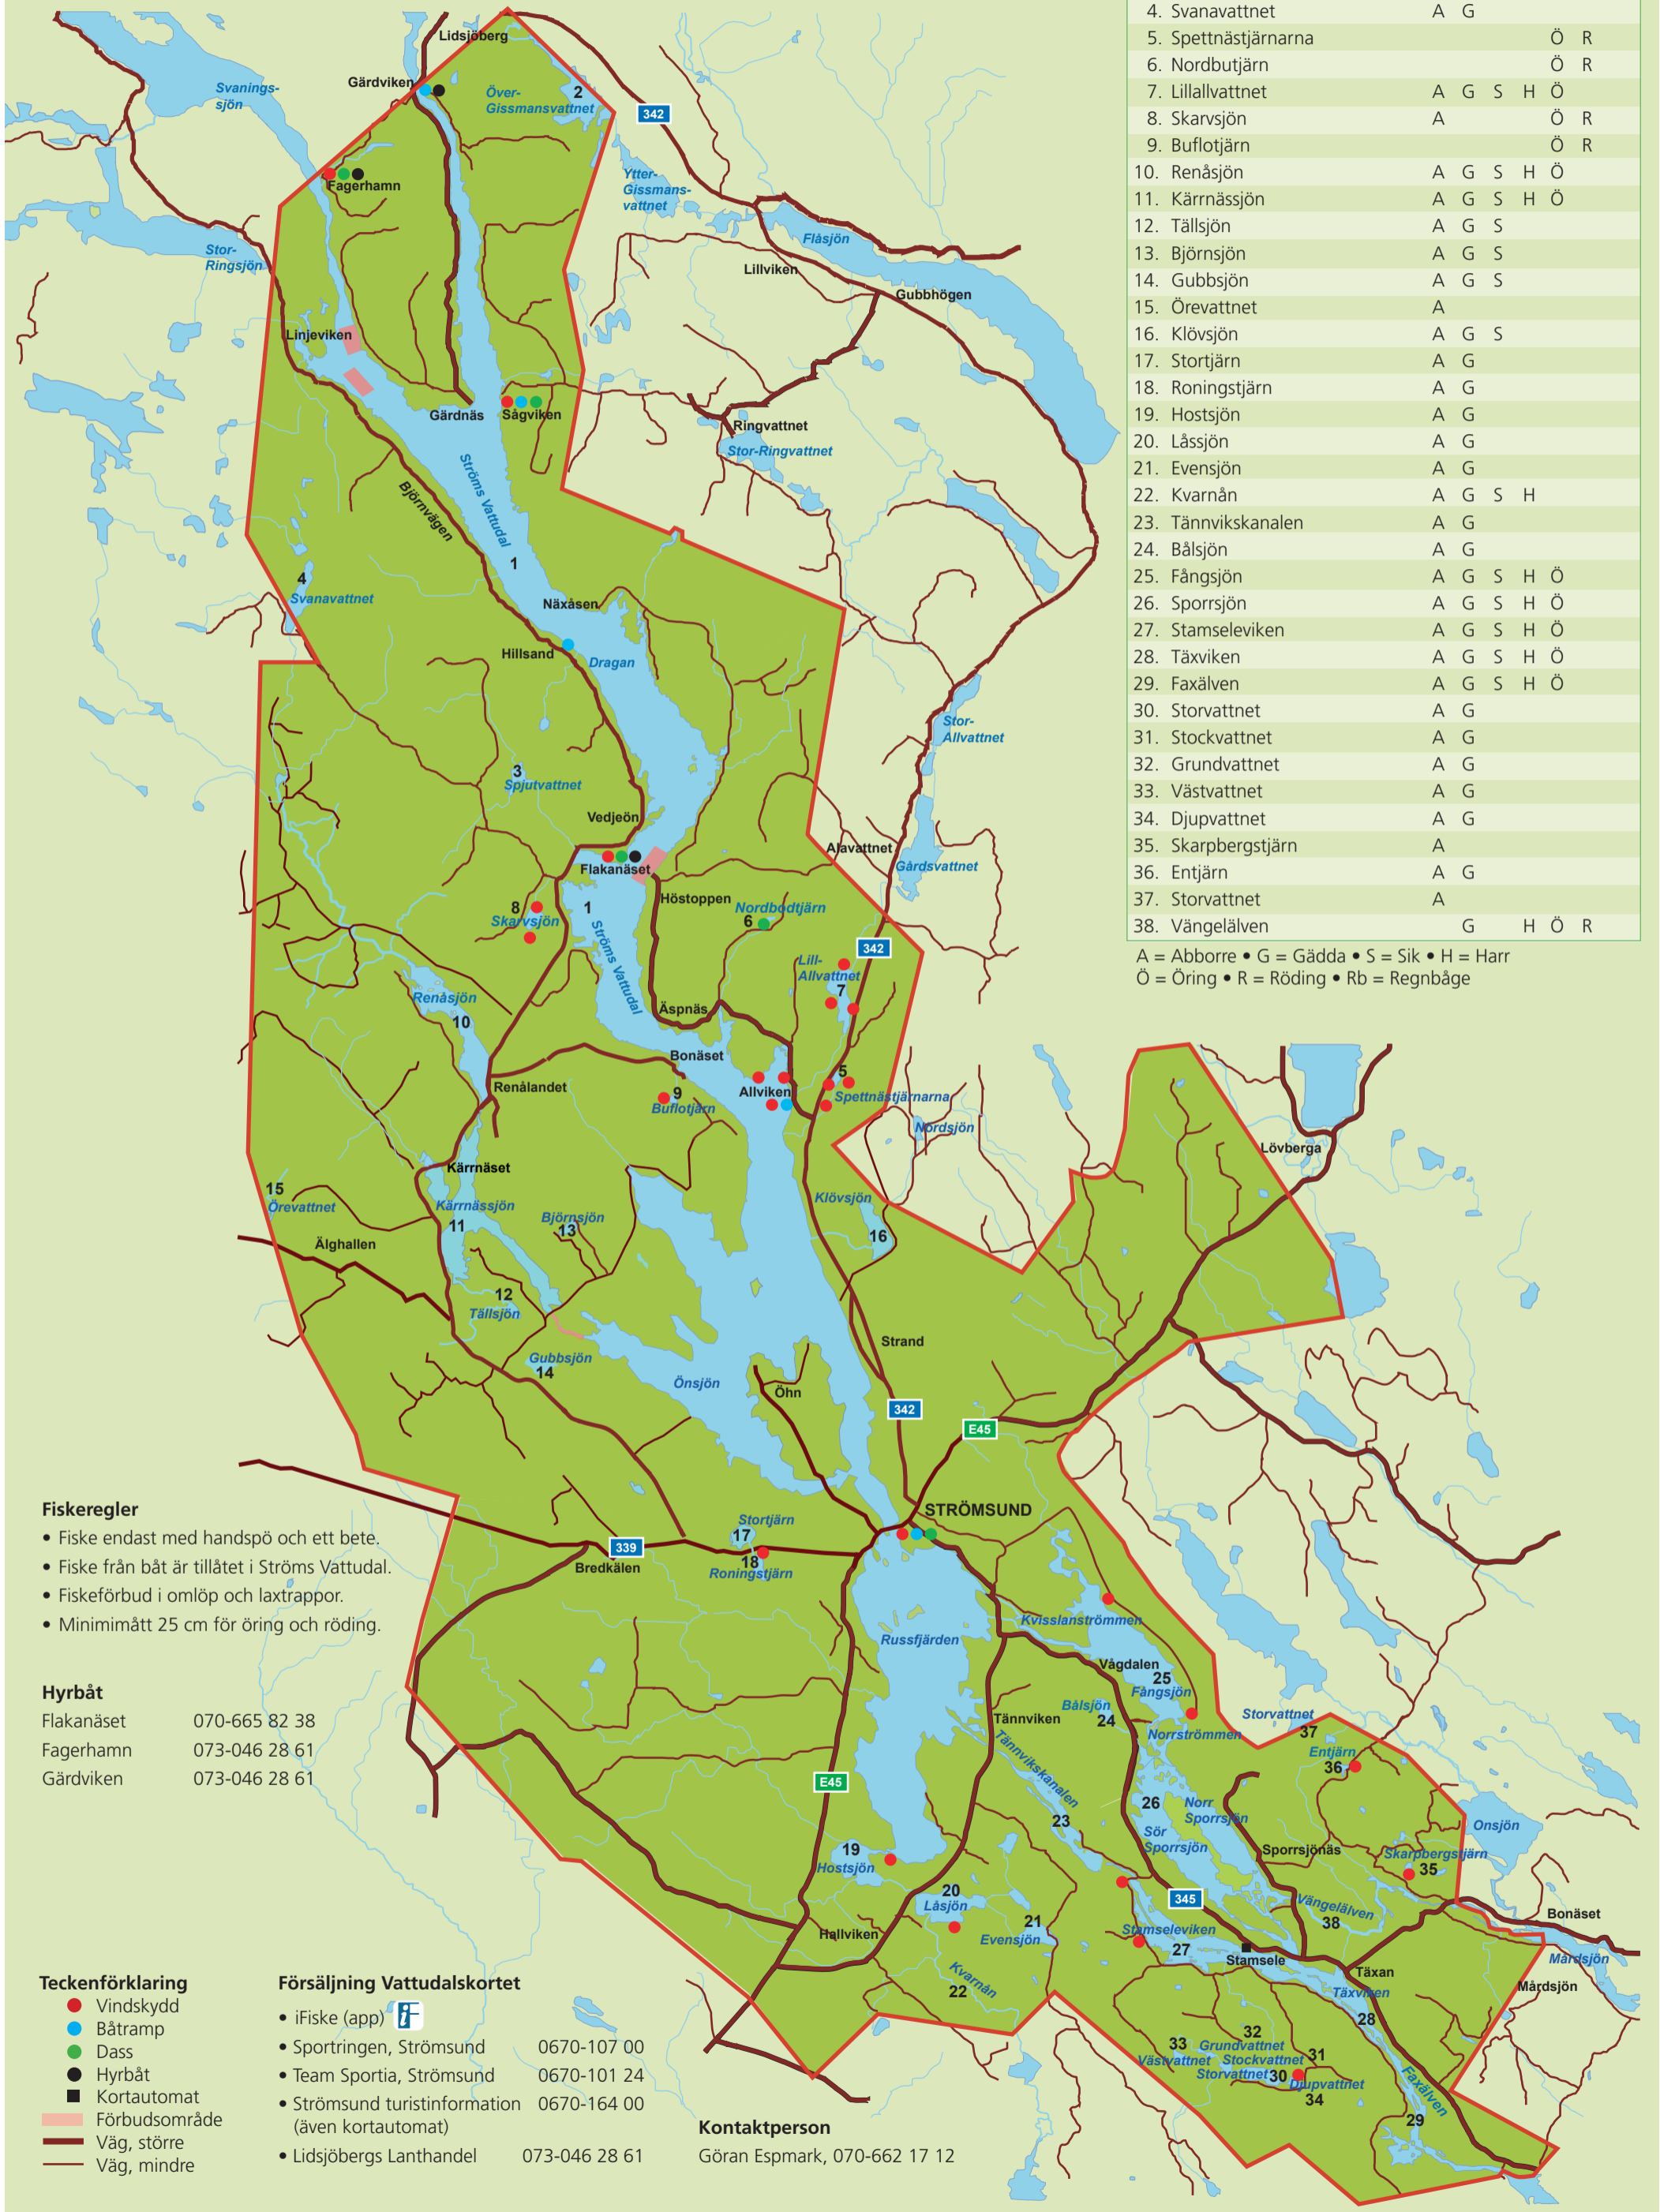 4. Svanavattnet A G
5. Spettnästjärnarna Ö R
6. Nordbutjärn Ö R
7. Lillallvattnet A G S H Ö
8. Skarvsjön A Ö R
9. Buflotjärn Ö R
10. Renåsjön A G S H Ö
11. Kärrnässjön A G S H Ö
12. Tällsjön A G S
13. Björnsjön A G S
14. Gubbsjön A G S
15. Örevattnet A
16. Klövsjön A G S
17. Stortjärn A G
18. Roningstjärn A G
19. Hostsjön A G
20. Låssjön A G
21. Evensjön A G
22. Kvarnån A G S H
23. Tännvikskanalen A G
24. Bålsjön A G
25. Fångsjön A G S H Ö
26. Sporrsjön A G S H Ö
27. Stamseleviken A G S H Ö
28. Täxviken A G S H Ö
29. Faxälven A G S H Ö
30. Storvattnet A G
31. Stockvattnet A G
32. Grundvattnet A G
33. Västvattnet A G
34. Djupvattnet A G
35. Skarpbergstjärn A
36. Entjärn A G
37. Storvattnet A
38. Vängelälven G H Ö R
A = Abborre • G = Gädda • S = Sik • H = Harr
Ö = Öring • R = Röding • Rb = Regnbåge
Lidsjöberg
Gärdviken
Svanings-
sjön
Över-
Gissmansvattnet
2
342
Fagerhamn
Ytter-
Gissmans-
vattnet
Flåsjön
Stor-
Ringsjön
Lillviken
Gubbhögen
Linjeviken
Gärdnäs
Sågviken
Ringvattnet
Stor-Ringvattnet
Ströms Vattudal
Björnvägen
1
4
Svanavattnet
Näxåsen
Hillsand
Dragan
Stor-
Allvattnet
3
Spjutvattnet
Vedjeön
Alavattnet
Gårdsvattnet
Flakanäset
Höstoppen
8
Skarvsjön
1
Ströms Vattudal
Nordbodtjärn
6
342
Lill-
Allvattnet
7
Renåsjön
10
Äspnäs
Bonäset
Renålandet
Allviken
5
Spettnästjärnarna
9
Buflotjärn
Nordsjön
Lövberga
Kärrnäset
15
Örevattnet
Kärrnässjön
11
Björnsjön
13
Klövsjön
16
Älghallen
12
Tällsjön
Strand
Gubbsjön
14
Önsjön
Öhn
342
E45
STRÖMSUND
Stortjärn
17
339
Bredkälen
18
Roningstjärn
Kvisslanströmmen
Russfjärden
Vågdalen
25
Fångsjön
Bålsjön
24
Tännviken
Norrströmmen
Storvattnet
37
Entjärn
36
Tännvikskanalen
E45
26
Norr
Sporrsjön
23
Sör
Sporrsjön
Onsjön
19
Hostsjön
Sporrsjönäs
Skarpbergstjärn
35
20
Låsjön
345
Vängelälven
38
Bonäset
Hallviken
21
Evensjön
Stamseleviken
27
Stamsele
Mårdsjön
Täxan
Mårdsjön
Kvarnån
22
Täxviken
28
32
33
Grundvattnet
Västvattnet
Stockvattnet
31
Storvattnet
30
Djupvattnet
34
Faxälven
29
Fiskeregler
• Fiske endast med handspö och ett bete.
• Fiske från båt är tillåtet i Ströms Vattudal.
• Fiskeförbud i omlöp och laxtrappor.
• Minimimått 25 cm för öring och röding.
Hyrbåt
Flakanäset 070-665 82 38
Fagerhamn 073-046 28 61
Gärdviken 073-046 28 61
Teckenförklaring
Vindskydd
Båtramp
Dass
Hyrbåt
Kortautomat
Förbudsområde
Väg, större
Väg, mindre
Försäljning Vattudalskortet
• iFiske (app) iF
• Sportringen, Strömsund 0670-107 00
• Team Sportia, Strömsund 0670-101 24
• Strömsund turistinformation 0670-164 00
(även kortautomat)
• Lidsjöbergs Lanthandel 073-046 28 61
Kontaktperson
Göran Espmark, 070-662 17 12